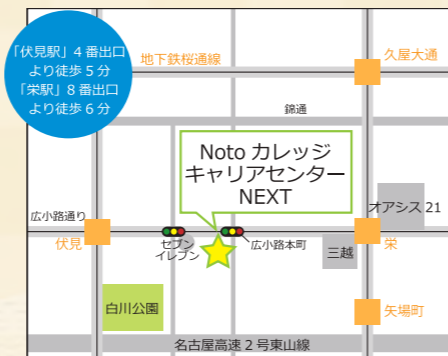 「伏見駅」4 番出口
より徒歩 5 分
「栄駅」8 番出口
より徒歩 6 分
地下鉄桜通線
久屋大通
錦通
Noto カレッジ
キャリアセンター
NEXT
オアシス 21
広小路通り
伏見
セブン
イレブン
広小路本町
三越
栄
白川公園
矢場町
名古屋高速 2 号東山線